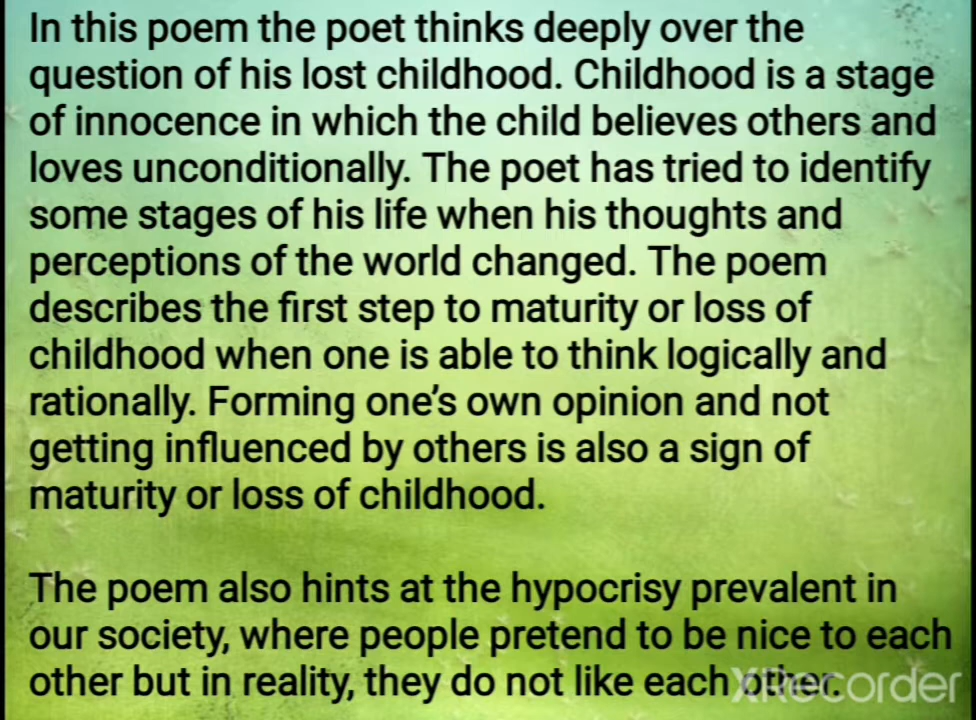 In this poem the poet thinks deeply over the
question of his lost childhood. Childhood is a stage
of innocence in which the child believes others and
loves unconditionally. The poet has tried to identify
some stages of his life when his thoughts and
perceptions of the world changed. The poem
describes the first step to maturity or loss of
childhood when one is able to think logically and
rationally. Forming one’s own opinion and not
getting influenced by others is also a sign of
maturity or loss of childhood.
The poem also hints at the hypocrisy prevalent in
our society, where people pretend to be nice to each
other but in reality, they do not like each other.
XRecorder